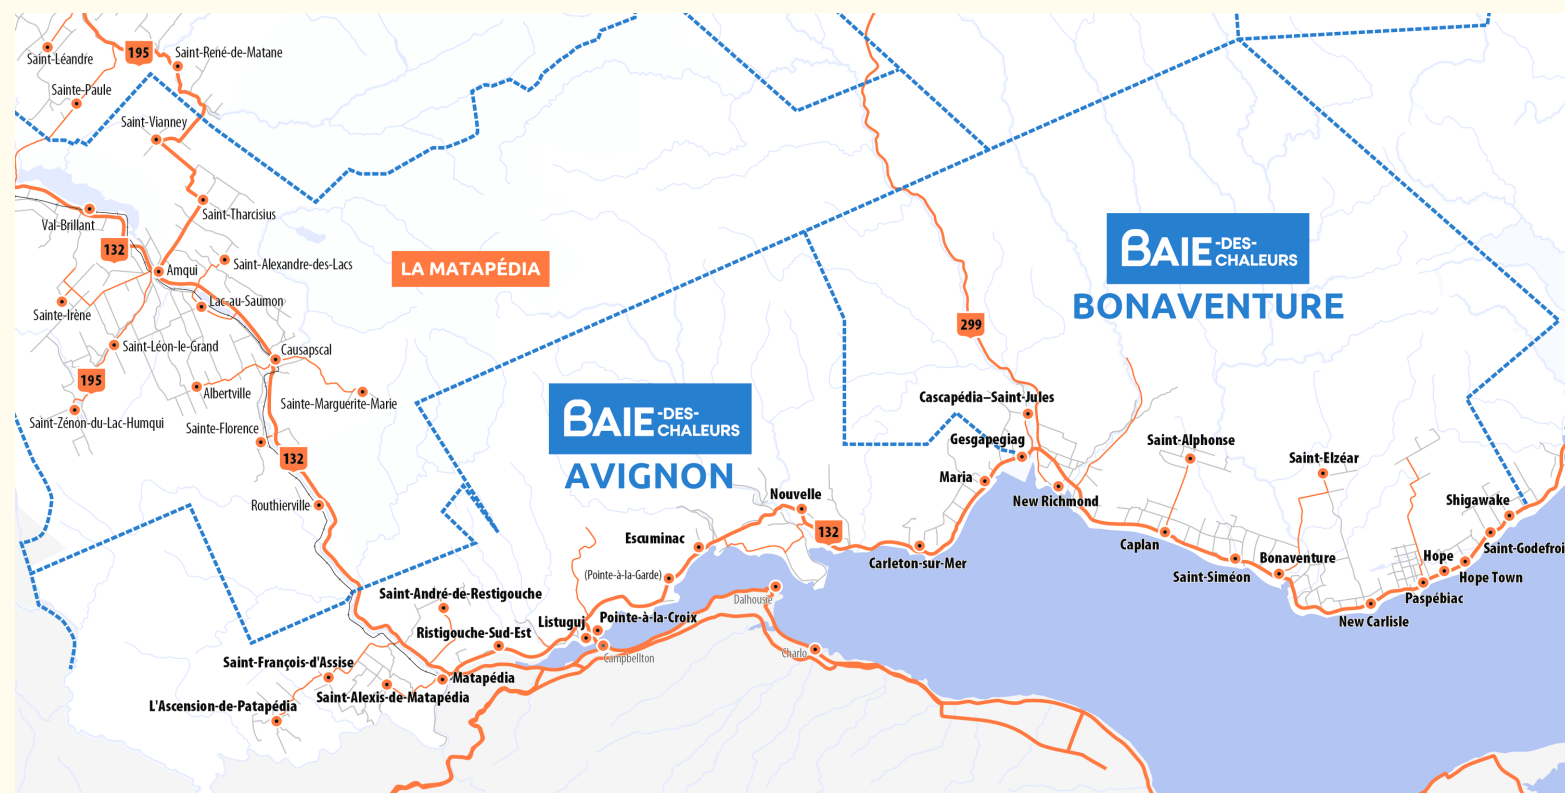 195
Saint-René-de-Matane
Saint-Léandre
Sainte-Paule
Saint-Vianney
Saint-Tharcisius
Val-Brillant
132
Amqui
Saint-Alexandre-des-Lacs
LA MATAPÉDIA
Sainte-Irène
Lac-au-Saumon
Saint-Léon-le-Grand
Causapscal
195
Albertville
Sainte-Marguerite-Marie
Saint-Zénon-du-Lac-Humqui
Sainte-Florence
132
Routhierville
BAIE-DES-
CHALEURS
AVIGNON
BAIE-DES-
CHALEURS
BONAVENTURE
299
Cascapédia–Saint-Jules
Gesgapegiag
Maria
New Richmond
Saint-Alphonse
Saint-Elzéar
Shigawake
Nouvelle
132
Escuminac
Carleton-sur-Mer
Caplan
Saint-Siméon
Bonaventure
Hope
Saint-Godefroi
Hope Town
Paspébiac
New Carlisle
(Pointe-à-la-Garde)
Dalhousie
Saint-André-de-Restigouche
Listuguj
Pointe-à-la-Croix
Ristigouche-Sud-Est
Campbellton
Charlo
Saint-François-d'Assise
Matapédia
Saint-Alexis-de-Matapédia
L'Ascension-de-Patapédia